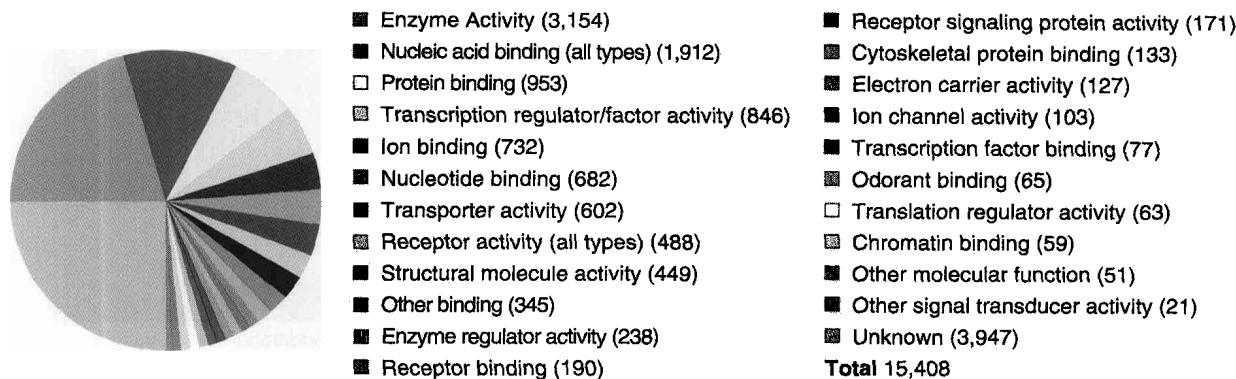 Enzyme Activity (3,154)
Nucleic acid binding (all types) (1,912)
Protein binding (953)
Transcription regulator/factor activity (846)
Ion binding (732)
Nucleotide binding (682)
Transporter activity (602)
Receptor activity (all types) (488)
Structural molecule activity (449)
Other binding (345)
Enzyme regulator activity (238)
Receptor binding (190)
Receptor signaling protein activity (171)
Cytoskeletal protein binding (133)
Electron carrier activity (127)
Ion channel activity (103)
Transcription factor binding (77)
Odorant binding (65)
Translation regulator activity (63)
Chromatin binding (59)
Other molecular function (51)
Other signal transducer activity (21)
Unknown (3,947)
Total 15,408